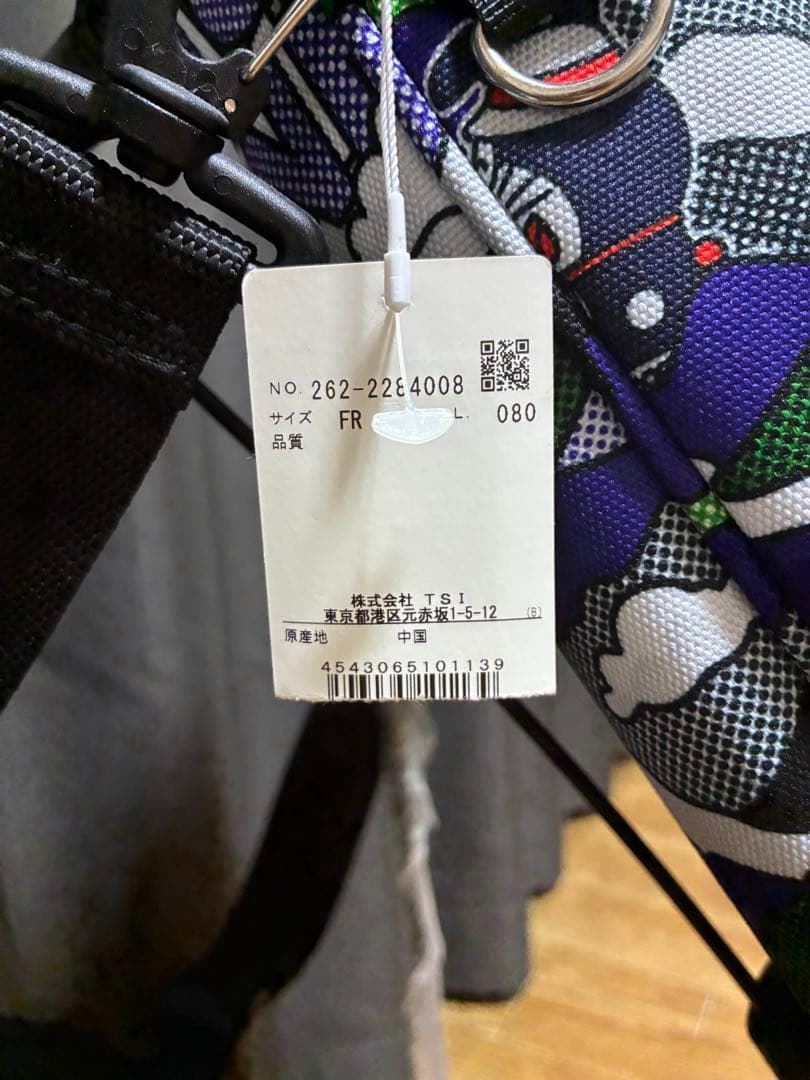 NO. 262-2284008
サイズ FR L. 080
品質
株式会社 TSI
東京都港区元赤坂1-5-12 (B)
原産地 中国
4543065101139